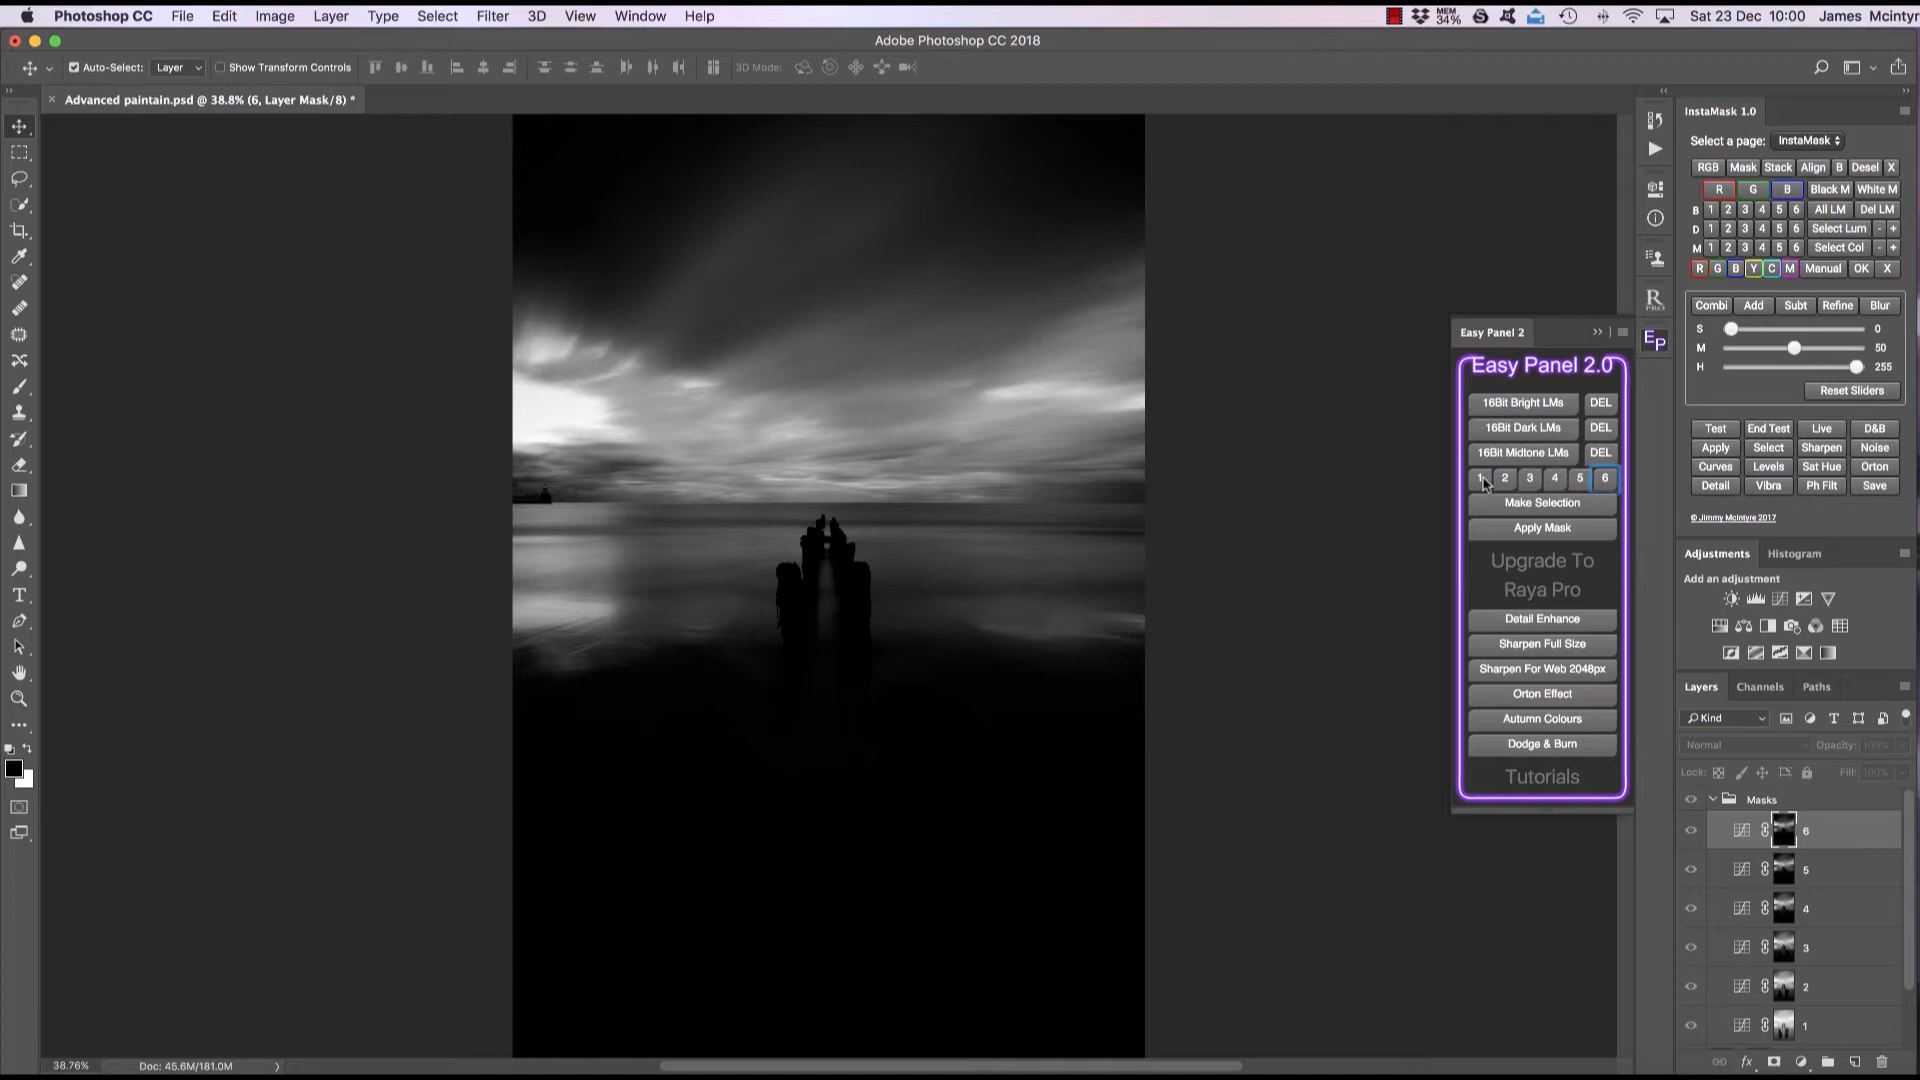 Photoshop CC File Edit Image Layer Type Select Filter 3D View Window Help MEM 34% Sat 23 Dec 10:00 James Mcintyr
Adobe Photoshop CC 2018
Auto-Select: Layer Show Transform Controls 3D Mode:
Advanced paintain.psd @ 38.8% (6, Layer Mask/8) *
InstaMask 1.0
Select a page: InstaMask
RGB Mask Stack Align B Desel X
R G B Black M White M
B 1 2 3 4 5 6 All LM Del LM
D 1 2 3 4 5 6 Select Lum - +
M 1 2 3 4 5 6 Select Col - +
R G B Y C M Manual OK X
Combi Add Subt Refine Blur
S 0
M 50
H 255
Reset Sliders
Test End Test Live D&B
Apply Select Sharpen Noise
Curves Levels Sat Hue Orton
Detail Vibra Ph Filt Save
© Jimmy McIntyre 2017
R PRO
EP
Easy Panel 2
Easy Panel 2.0
16Bit Bright LMs DEL
16Bit Dark LMs DEL
16Bit Midtone LMs DEL
1 2 3 4 5 6
Make Selection
Apply Mask
Upgrade To
Raya Pro
Detail Enhance
Sharpen Full Size
Sharpen For Web 2048px
Orton Effect
Autumn Colours
Dodge & Burn
Tutorials
Adjustments Histogram
Add an adjustment
Layers Channels Paths
Kind
Normal Opacity: 100%
Lock: Fill: 100%
Masks
6
5
4
3
2
1
38.76% Doc: 45.6M/181.0M